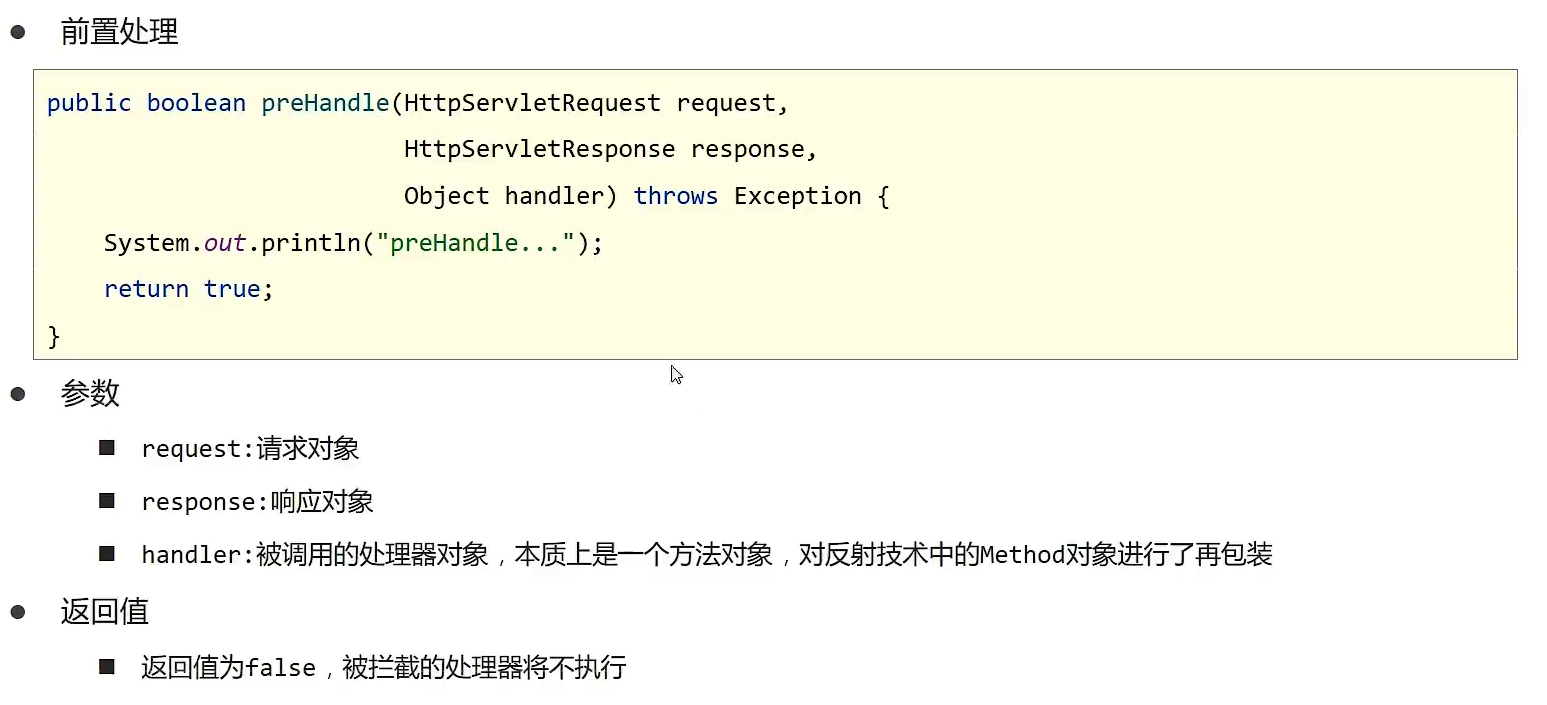 前置处理
public boolean preHandle(HttpServletRequest request,
HttpServletResponse response,
Object handler) throws Exception {
System.out.println("preHandle...");
return true;
}
参数
request:请求对象
response:响应对象
handler:被调用的处理器对象，本质上是一个方法对象，对反射技术中的Method对象进行了再包装
返回值
返回值为false，被拦截的处理器将不执行